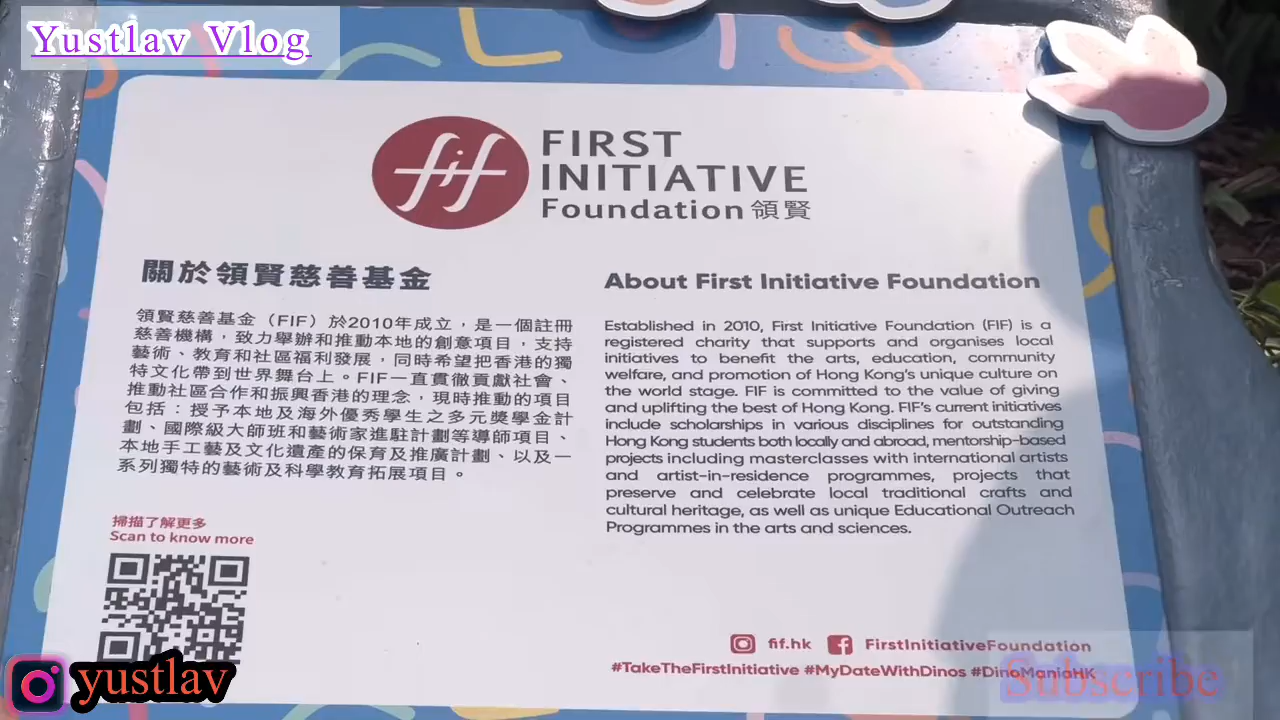 Yustlav Vlog
fif
FIRST
INITIATIVE
Foundation 領賢
關於領賢慈善基金
領賢慈善基金（FIF）於2010年成立，是一個註冊
慈善機構，致力舉辦和推動本地的創意項目，支持
藝術、教育和社區福利發展，同時希望把香港的獨
特文化帶到世界舞台上。FIF一直貫徹貢獻社會、
推動社區合作和振興香港的理念，現時推動的項目
包括：授予本地及海外優秀學生之多元獎學金計
劃、國際級大師班和藝術家進駐計劃等導師項目、
本地手工藝及文化遺產的保育及推廣計劃、以及一
系列獨特的藝術及科學教育拓展項目。
掃描了解更多
Scan to know more
About First Initiative Foundation
Established in 2010, First Initiative Foundation (FIF) is a
registered charity that supports and organises local
initiatives to benefit the arts, education, community
welfare, and promotion of Hong Kong's unique culture on
the world stage. FIF is committed to the value of giving
and uplifting the best of Hong Kong. FIF's current initiatives
include scholarships in various disciplines for outstanding
Hong Kong students both locally and abroad, mentorship-based
projects including masterclasses with international artists
and artist-in-residence programmes, projects that
preserve and celebrate local traditional crafts and
cultural heritage, as well as unique Educational Outreach
Programmes in the arts and sciences.
fif.hk FirstInitiativeFoundation
#TakeTheFirstInitiative #MyDateWithDinos #DinoManiaHK
yustlav
Subscribe